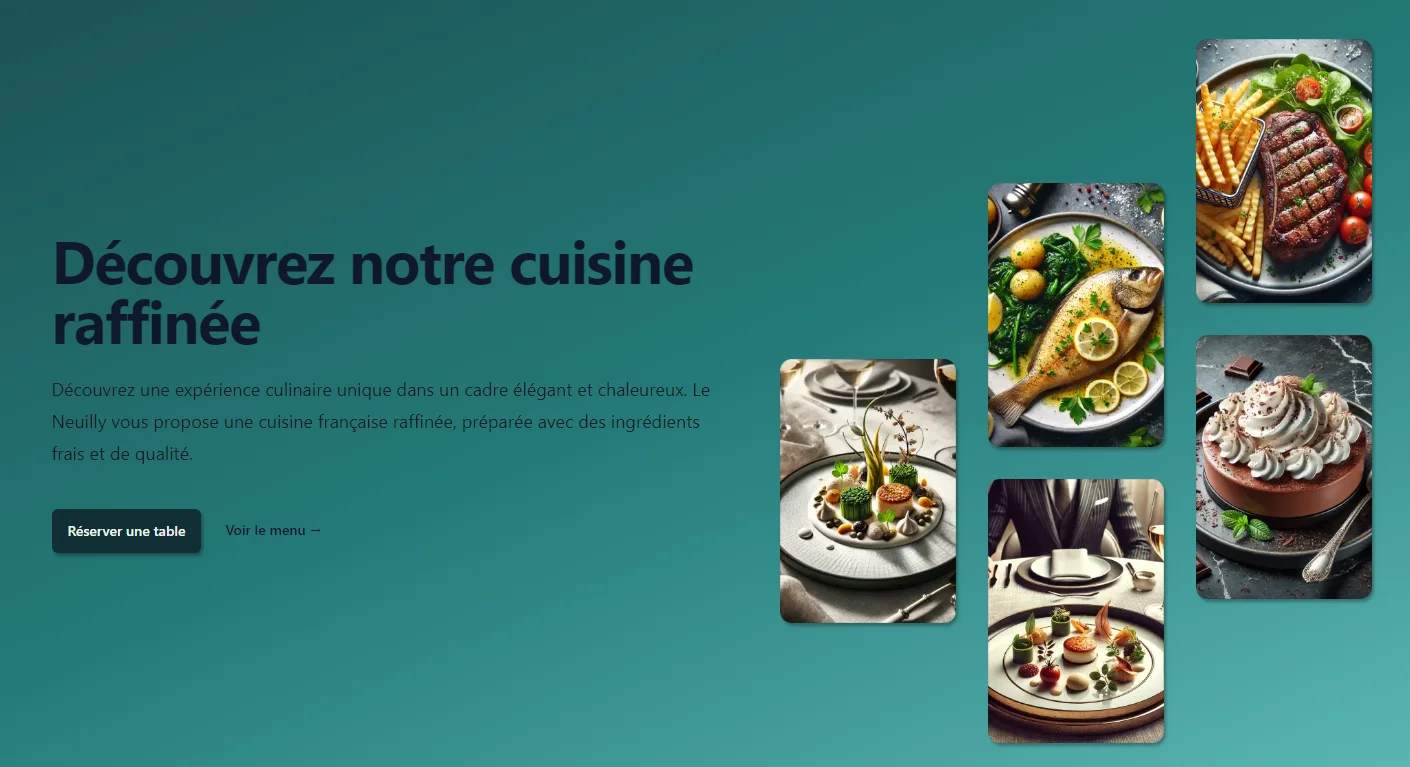 Découvrez notre cuisine
raffinée
Découvrez une expérience culinaire unique dans un cadre élégant et chaleureux. Le
Neuilly vous propose une cuisine française raffinée, préparée avec des ingrédients
frais et de qualité.
Réserver une table
Voir le menu →